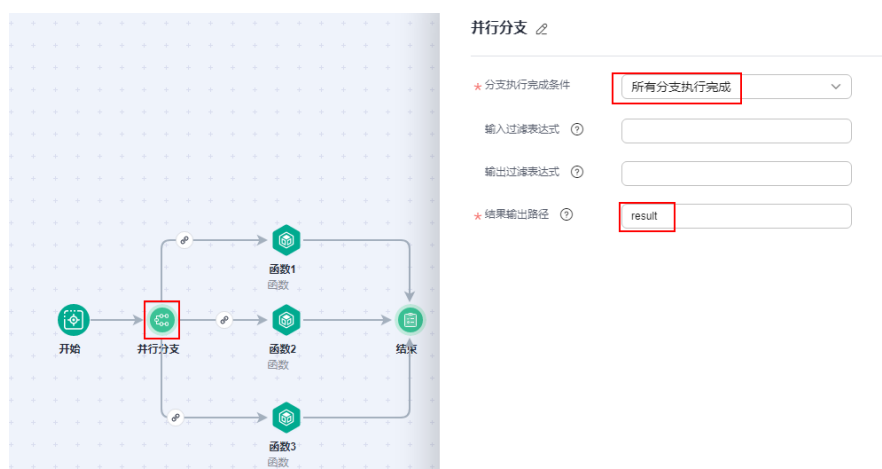 并行分支
* 分支执行完成条件 所有分支执行完成
输入过滤表达式 ?
输出过滤表达式 ?
* 结果输出路径 ? result
函数1
函数
开始
并行分支
函数2
函数
结束
函数3
函数